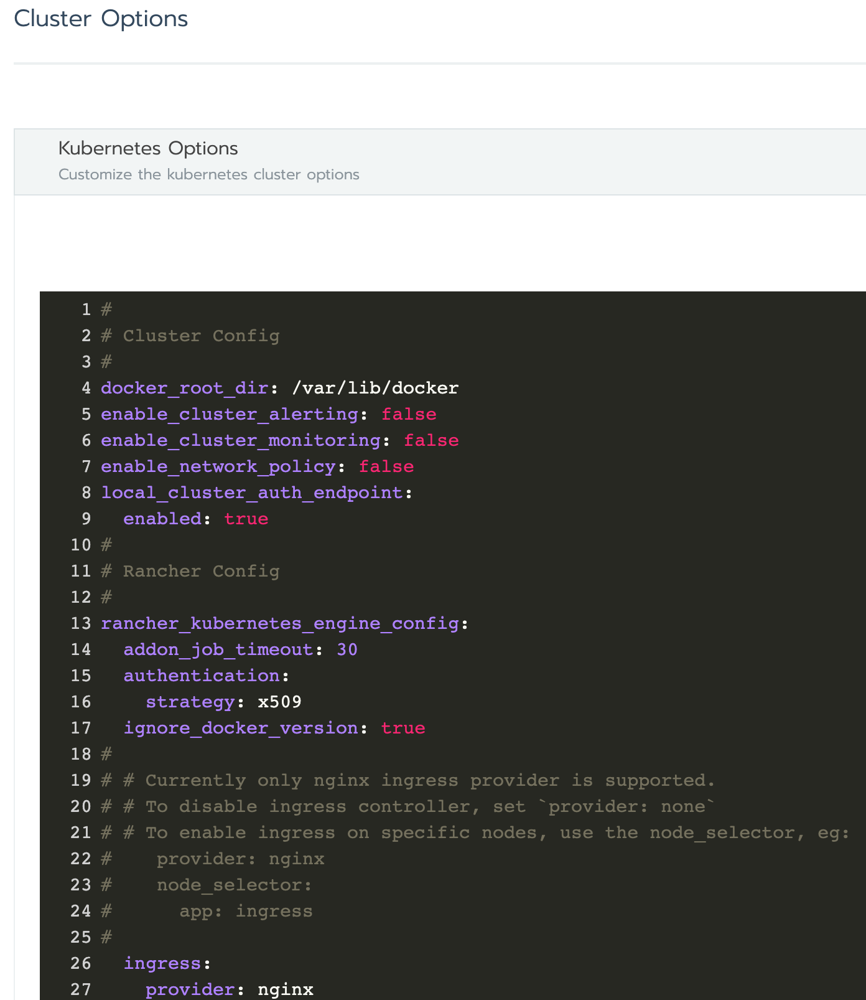 Cluster Options
Kubernetes Options
Customize the kubernetes cluster options
1 #
2 # Cluster Config
3 #
4 docker_root_dir: /var/lib/docker
5 enable_cluster_alerting: false
6 enable_cluster_monitoring: false
7 enable_network_policy: false
8 local_cluster_auth_endpoint:
9   enabled: true
10 #
11 # Rancher Config
12 #
13 rancher_kubernetes_engine_config:
14   addon_job_timeout: 30
15   authentication:
16     strategy: x509
17   ignore_docker_version: true
18 #
19 # # Currently only nginx ingress provider is supported.
20 # # To disable ingress controller, set `provider: none`
21 # # To enable ingress on specific nodes, use the node_selector, eg:
22 #    provider: nginx
23 #    node_selector:
24 #      app: ingress
25 #
26   ingress:
27     provider: nginx